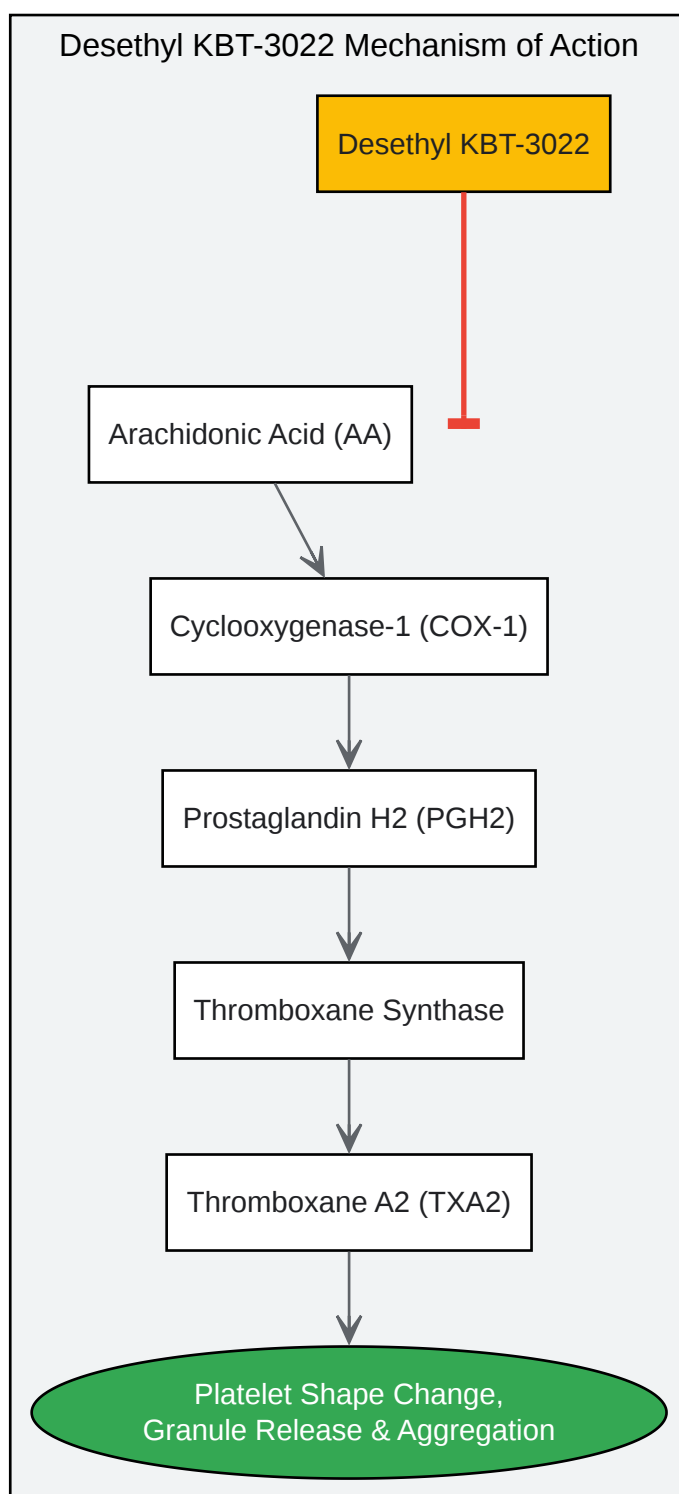 Desethyl KBT-3022 Mechanism of Action
Desethyl KBT-3022
Arachidonic Acid (AA)
Cyclooxygenase-1 (COX-1)
Prostaglandin H2 (PGH2)
Thromboxane Synthase
Thromboxane A2 (TXA2)
Platelet Shape Change,
Granule Release & Aggregation